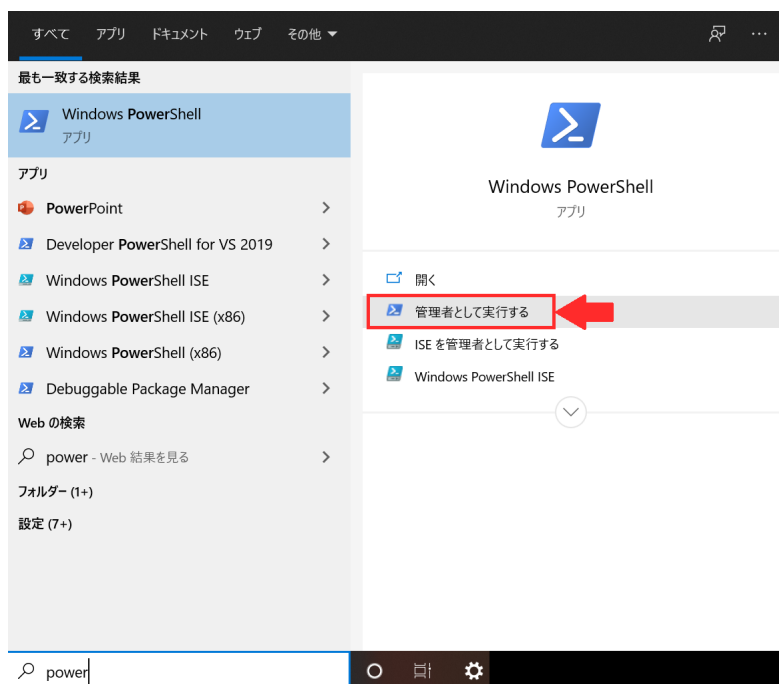 すべて アプリ ドキュメント ウェブ その他 ▼
最も一致する検索結果
Windows PowerShell
アプリ
アプリ
PowerPoint
Developer PowerShell for VS 2019
Windows PowerShell ISE
Windows PowerShell ISE (x86)
Windows PowerShell (x86)
Debuggable Package Manager
Web の検索
power - Web 結果を見る
フォルダー (1+)
設定 (7+)
Windows PowerShell
アプリ
開く
管理者として実行する
ISE を管理者として実行する
Windows PowerShell ISE
power